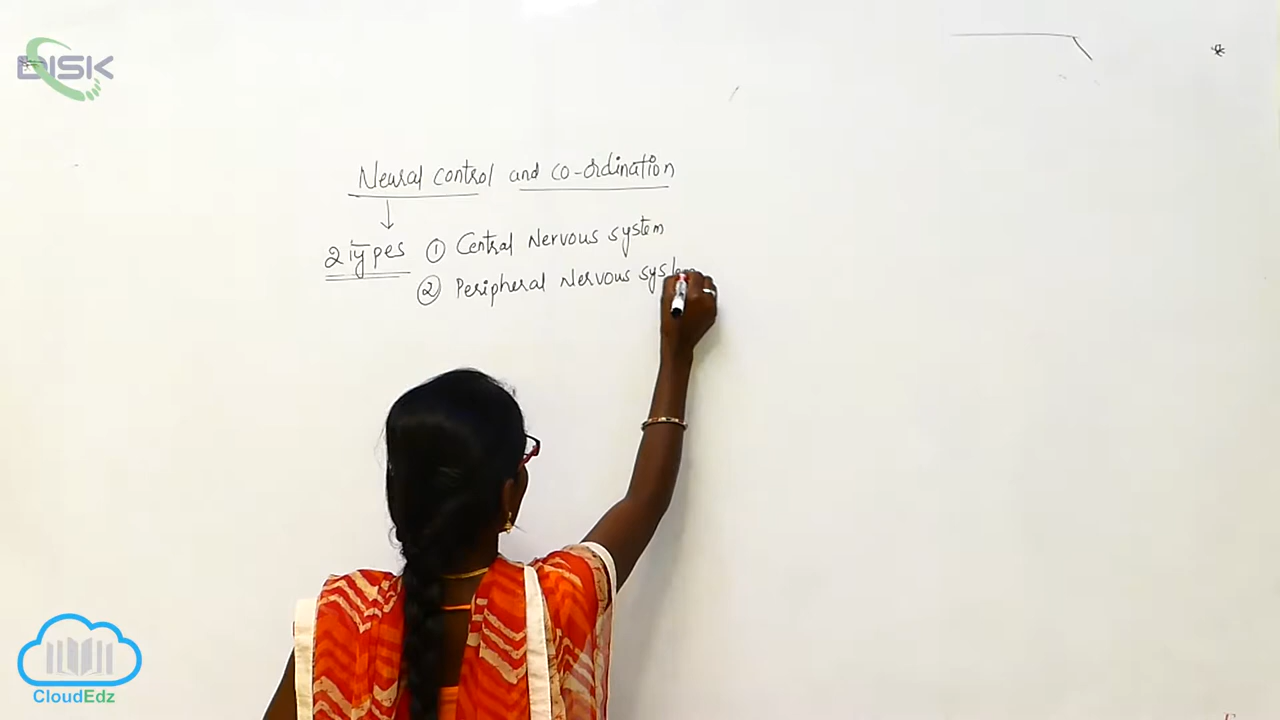 DISK
Neural control and co-ordination
2 Types ① Central Nervous system
② Peripheral Nervous system
CloudEdz